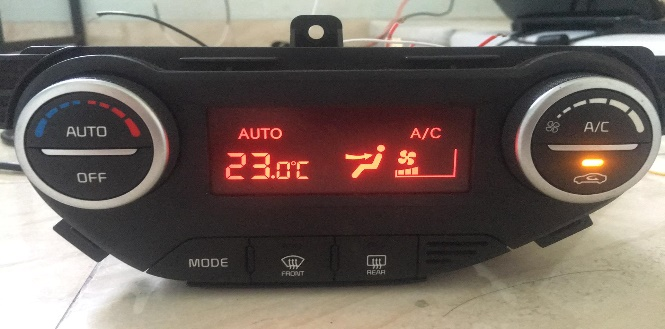 AUTO
OFF
AUTO
A/C
23.0°C
A/C
MODE
FRONT
REAR